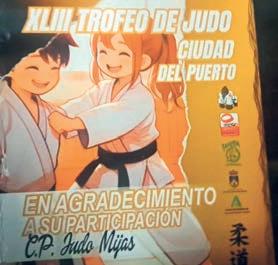 XLIII TROFEO DE JUDO
CIUDAD
DEL PUERTO
EN AGRADECIMIENTO
A SU PARTICIPACIÓN
C.P. Judo Mijas
柔
道